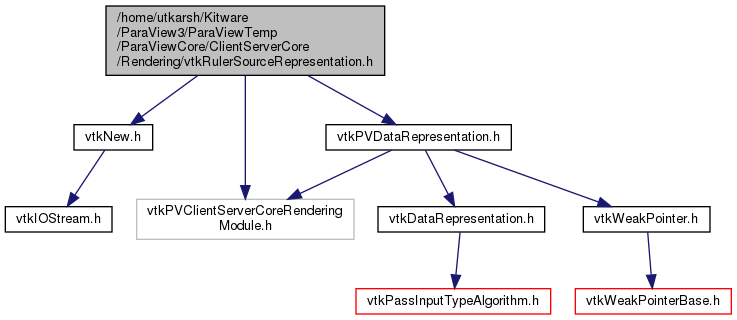 /home/utkarsh/Kitware
/ParaView3/ParaViewTemp
/ParaViewCore/ClientServerCore
/Rendering/vtkRulerSourceRepresentation.h
vtkNew.h
vtkPVDataRepresentation.h
vtkIOStream.h
vtkPVClientServerCoreRendering
Module.h
vtkDataRepresentation.h
vtkWeakPointer.h
vtkPassInputTypeAlgorithm.h
vtkWeakPointerBase.h